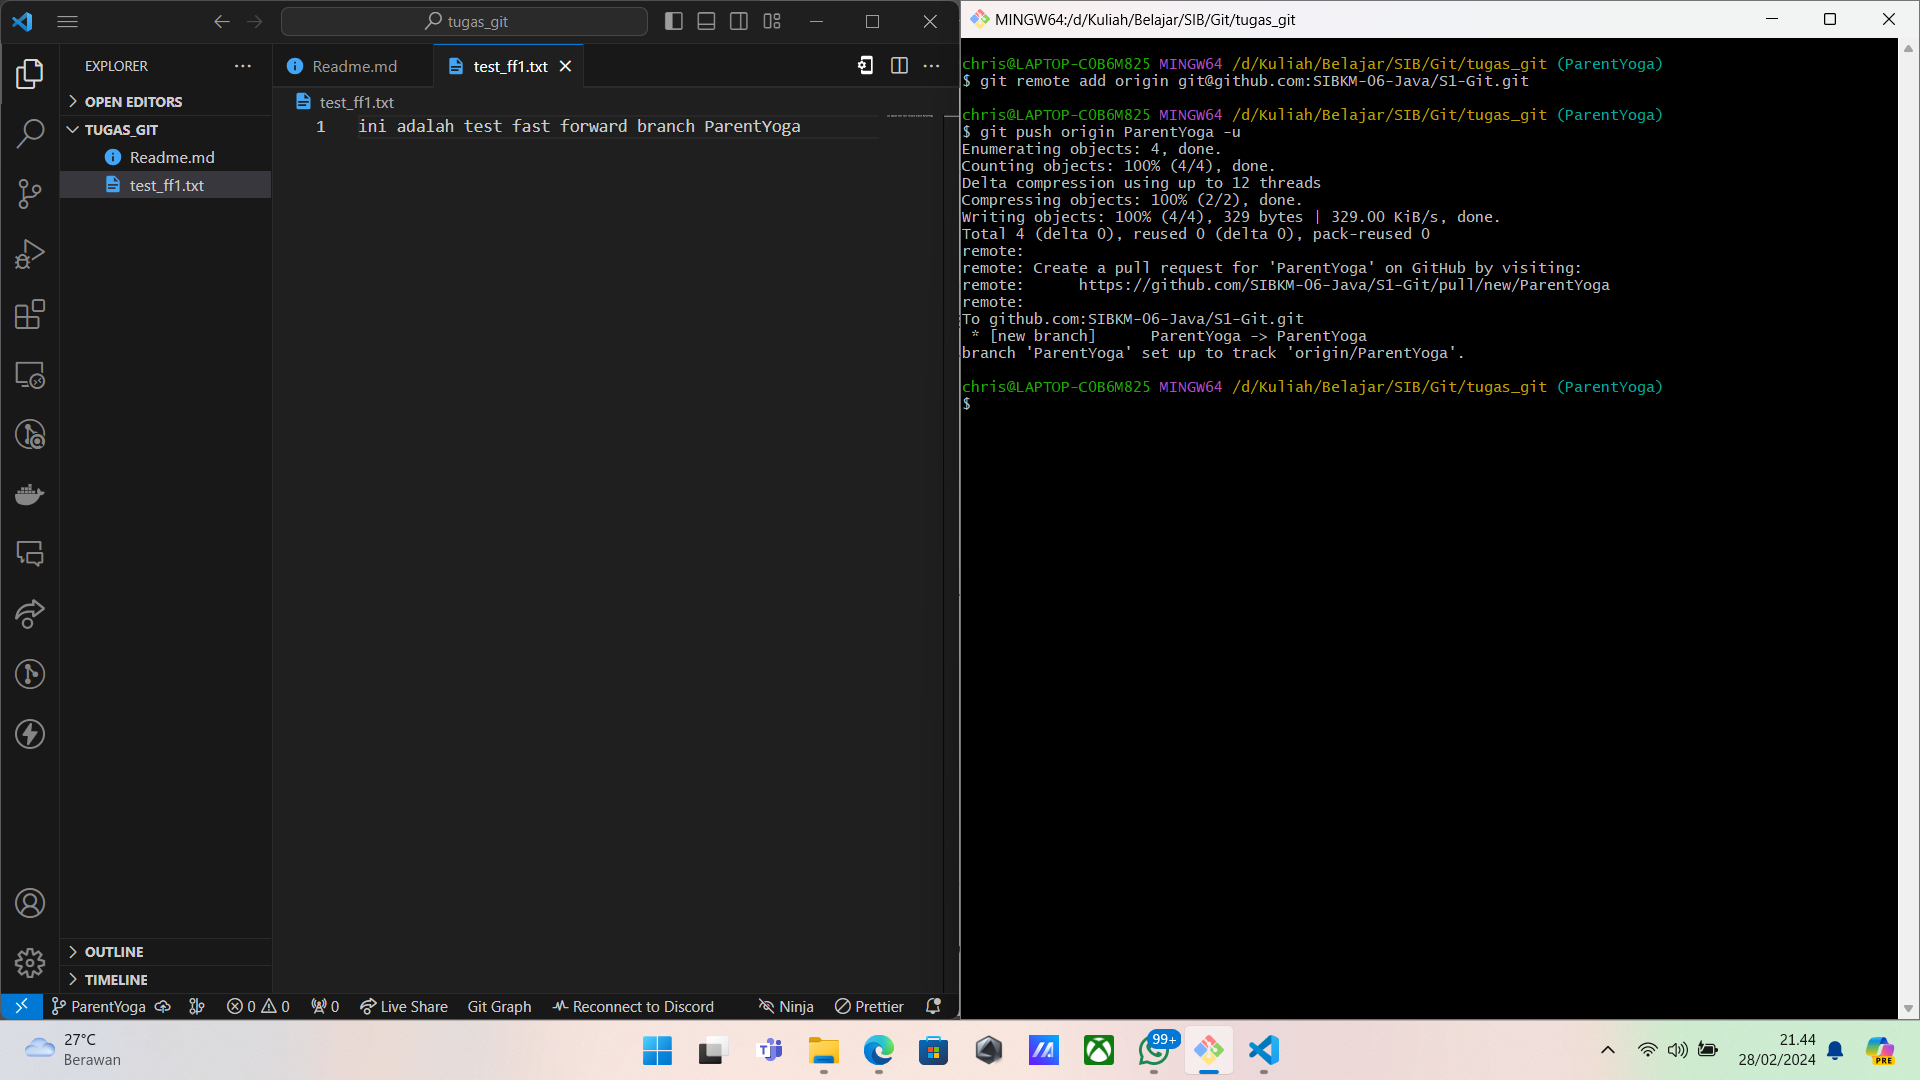 tugas_git
EXPLORER
OPEN EDITORS
TUGAS_GIT
Readme.md
test_ff1.txt
OUTLINE
TIMELINE
Readme.md
test_ff1.txt
test_ff1.txt
1 ini adalah test fast forward branch ParentYoga
ParentYoga 0 0 0 Live Share Git Graph Reconnect to Discord Ninja Prettier
MINGW64:/d/Kuliah/Belajar/SIB/Git/tugas_git
chris@LAPTOP-C0B6M825 MINGW64 /d/Kuliah/Belajar/SIB/Git/tugas_git (ParentYoga)
$ git remote add origin git@github.com:SIBKM-06-Java/S1-Git.git
chris@LAPTOP-C0B6M825 MINGW64 /d/Kuliah/Belajar/SIB/Git/tugas_git (ParentYoga)
$ git push origin ParentYoga -u
Enumerating objects: 4, done.
Counting objects: 100% (4/4), done.
Delta compression using up to 12 threads
Compressing objects: 100% (2/2), done.
Writing objects: 100% (4/4), 329 bytes | 329.00 KiB/s, done.
Total 4 (delta 0), reused 0 (delta 0), pack-reused 0
remote:
remote: Create a pull request for 'ParentYoga' on GitHub by visiting:
remote:      https://github.com/SIBKM-06-Java/S1-Git/pull/new/ParentYoga
remote:
To github.com:SIBKM-06-Java/S1-Git.git
 * [new branch]      ParentYoga -> ParentYoga
branch 'ParentYoga' set up to track 'origin/ParentYoga'.
chris@LAPTOP-C0B6M825 MINGW64 /d/Kuliah/Belajar/SIB/Git/tugas_git (ParentYoga)
$
27°C
Berawan
99+
21.44
28/02/2024
PRE